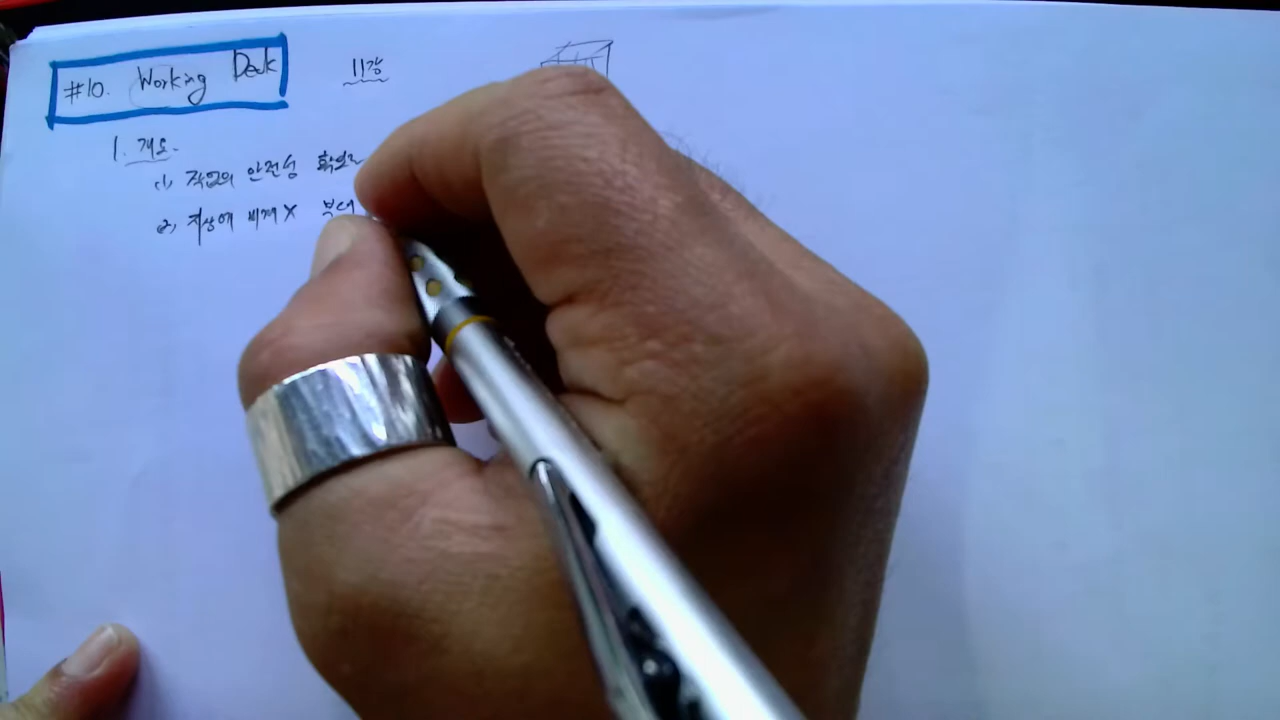 #10. Working Deck 11강
1. 개요.
(1) 작업의 안전성 확보
(2) 지상에 비계 X 부대